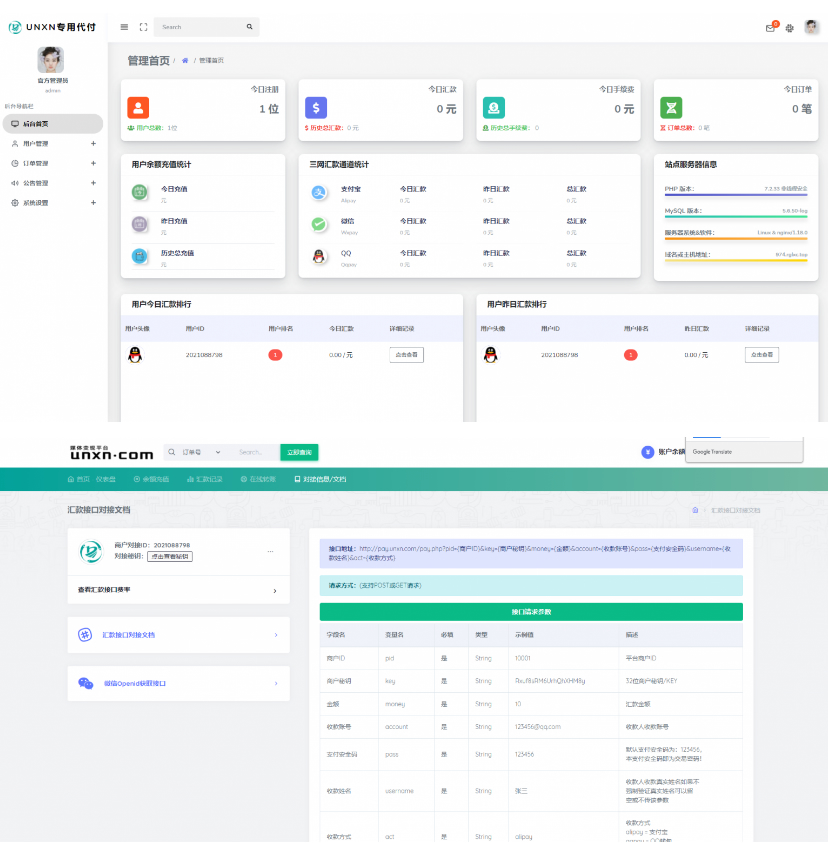 UNXN专用代付
Search
6
官方管理员
admin
后台导航栏
后台首页
用户管理 +
订单管理 +
公告管理 +
系统设置 +
管理首页 / / 管理首页
今日注册
1 位
用户总数：1位
今日汇款
0 元
$ 历史总汇款：0 元
今日手续费
0 元
历史总手续费：0
今日订单
0 笔
订单总数：0 笔
用户余额充值统计
今日充值
元
昨日充值
元
历史总充值
元
三网汇款通道统计
支付宝 今日汇款 昨日汇款 总汇款
Alipay 0 元 0 元 0 元
微信 今日汇款 昨日汇款 总汇款
Wxpay 0 元 0 元 0 元
QQ 今日汇款 昨日汇款 总汇款
Qqpay 0 元 0 元 0 元
站点服务器信息
PHP 版本：
MySQL 版本： 5.6.50-log
服务器系统&软件： Linux & nginx/1.18.0
域名或主机地址：
用户今日汇款排行
用户头像 用户ID 用户排名 今日汇款 详细记录
2021088798 1 0.00 / 元 点击查看
用户昨日汇款排行
用户头像 用户ID 用户排名 昨日汇款 详细记录
2021088798 1 0.00 / 元 点击查看
unxn·com
订单号 Search... 立即查询
¥ 账户余额
Google Translate
首页 仪表盘 余额充值 汇款记录 在线转账 对接信息/文档
汇款接口对接文档
/ 汇款接口对接文档
商户对接ID：2021088798
对接秘钥： 点击查看秘钥
...
查看汇款接口费率
汇款接口对接文档
微信Openid获取接口
接口地址：http://pay.unxn.com/pay.php?pid={商户ID}&key={商户秘钥}&money={金额}&account={收款账号}&pass={支付安全码}&username={收
款姓名}&act={收款方式}
请求方式：(支持POST或GET请求)
接口请求参数
字段名 变量名 必填 类型 示例值 描述
商户ID pid 是 String 10001 平台商户ID
商户秘钥 key 是 String 32位商户秘钥/KEY
金额 money 是 String 10 汇款金额
收款账号 account 是 String 123456@qq.com 收款人收款账号
支付安全码 pass 是 String 123456 默认支付安全码为：123456，
本支付安全码即为交易密码！
收款姓名 username 是 String 张三 收款人收款真实姓名如需不
强制验证真实姓名可以留
空或不传该参数
收款方式 act 是 String alipay 收款方式
alipay = 支付宝